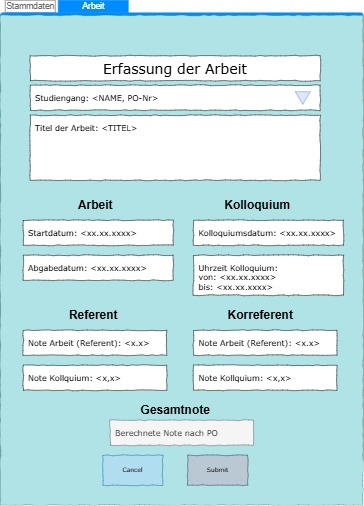 Stammdaten Arbeit
Erfassung der Arbeit
Studiengang: <NAME, PO-Nr>
Titel der Arbeit: <TITEL>
Arbeit
Kolloquium
Startdatum: <xx.xx.xxxx>
Kolloquiumsdatum: <xx.xx.xxxx>
Abgabedatum: <xx.xx.xxxx>
Uhrzeit Kolloquium:
von: <xx.xx.xxxx>
bis: <xx.xx.xxxx>
Referent
Korreferent
Note Arbeit (Referent): <x.x>
Note Arbeit (Referent): <x.x>
Note Kollquium: <x,x>
Note Kollquium: <x,x>
Gesamtnote
Berechnete Note nach PO
Cancel
Submit